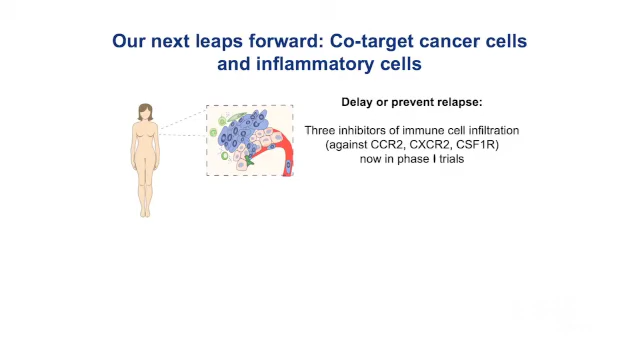 Our next leaps forward: Co-target cancer cells
and inflammatory cells
Delay or prevent relapse:
Three inhibitors of immune cell infiltration
(against CCR2, CXCR2, CSF1R)
now in phase I trials